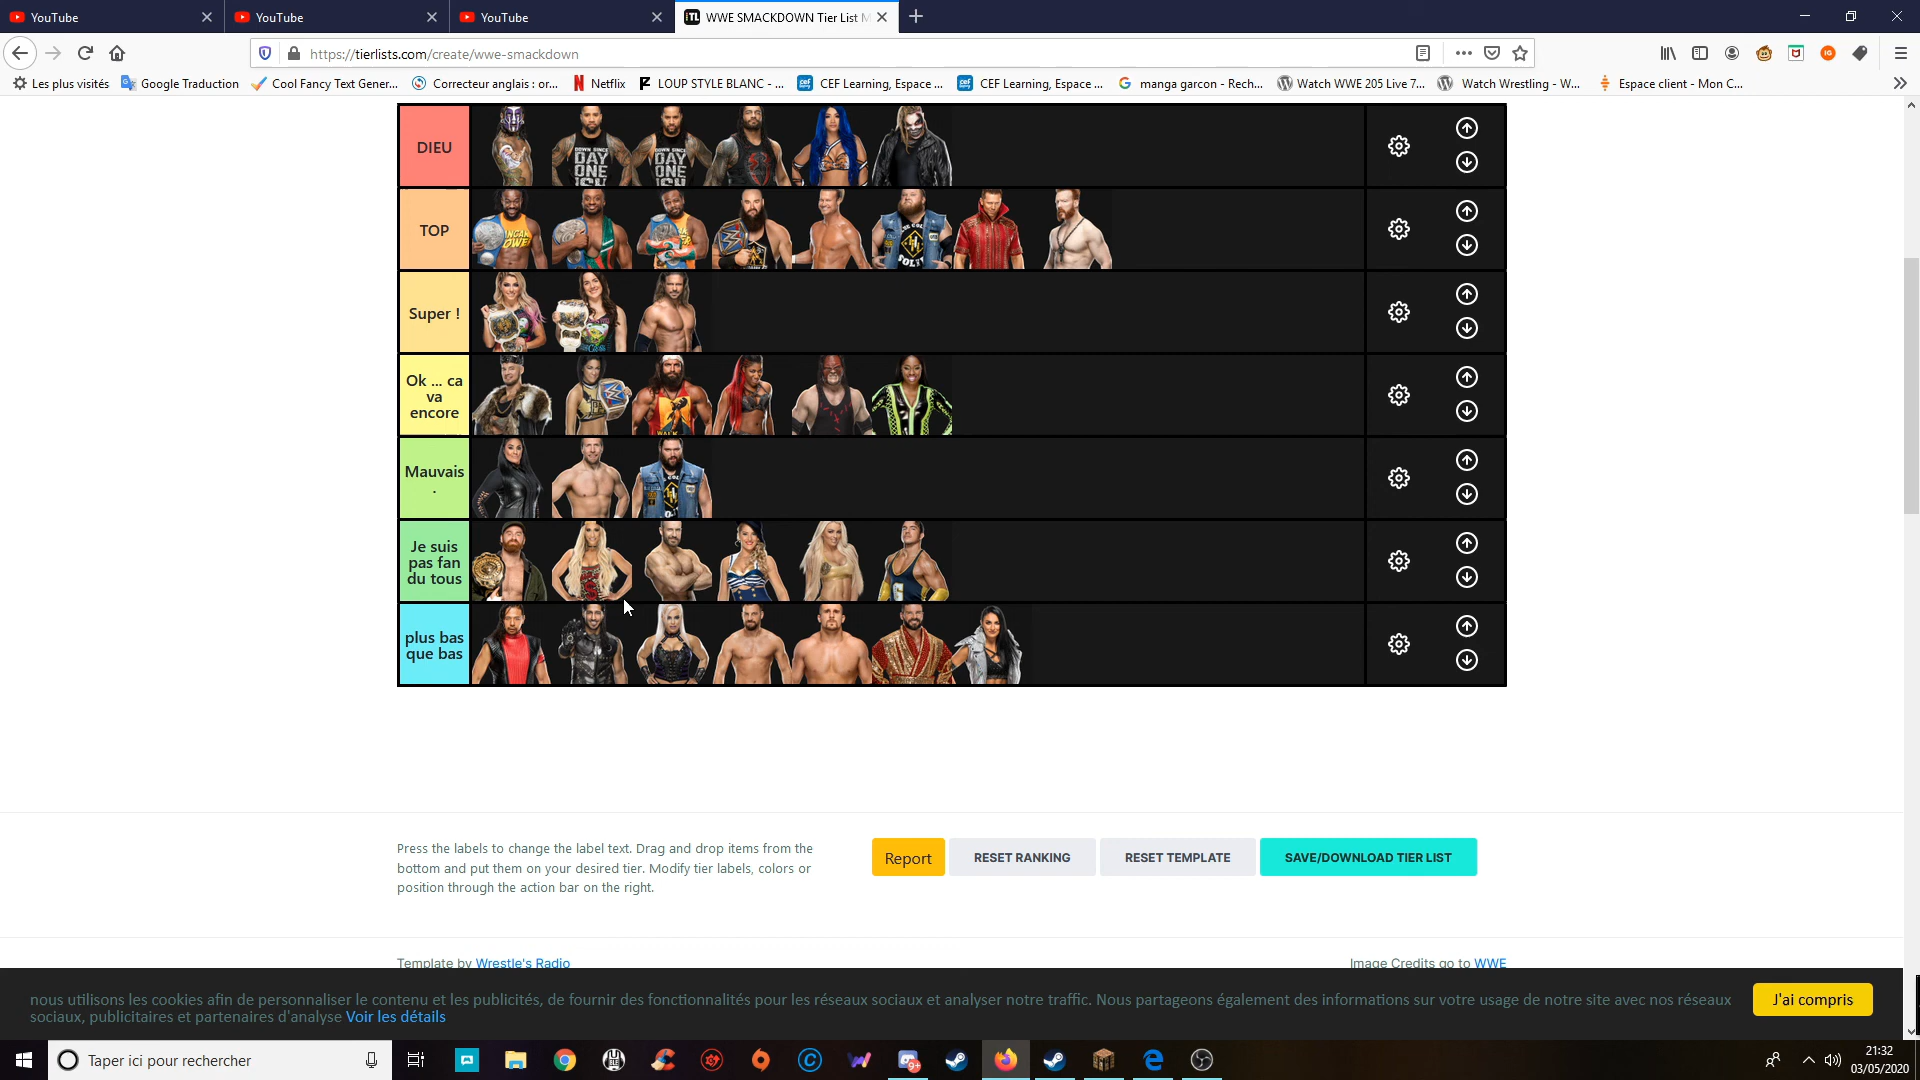 YouTube
YouTube
YouTube
WWE SMACKDOWN Tier List M
https://tierlists.com/create/wwe-smackdown
Les plus visités
Google Traduction
Cool Fancy Text Gener...
Correcteur anglais : or...
Netflix
LOUP STYLE BLANC - ...
CEF Learning, Espace ...
CEF Learning, Espace ...
manga garcon - Rech...
Watch WWE 205 Live 7...
Watch Wrestling - W...
Espace client - Mon C...
DIEU
TOP
Super !
Ok ... ca
va
encore
Mauvais
.
Je suis
pas fan
du tous
plus bas
que bas
Press the labels to change the label text. Drag and drop items from the
bottom and put them on your desired tier. Modify tier labels, colors or
position through the action bar on the right.
Report
RESET RANKING
RESET TEMPLATE
SAVE/DOWNLOAD TIER LIST
Template by Wrestle's Radio
Image Credits go to WWE
nous utilisons les cookies afin de personnaliser le contenu et les publicités, de fournir des fonctionnalités pour les réseaux sociaux et analyser notre traffic. Nous partageons également des informations sur votre usage de notre site avec nos réseaux
sociaux, publicitaires et partenaires d'analyse Voir les détails
J'ai compris
Taper ici pour rechercher
21:32
03/05/2020